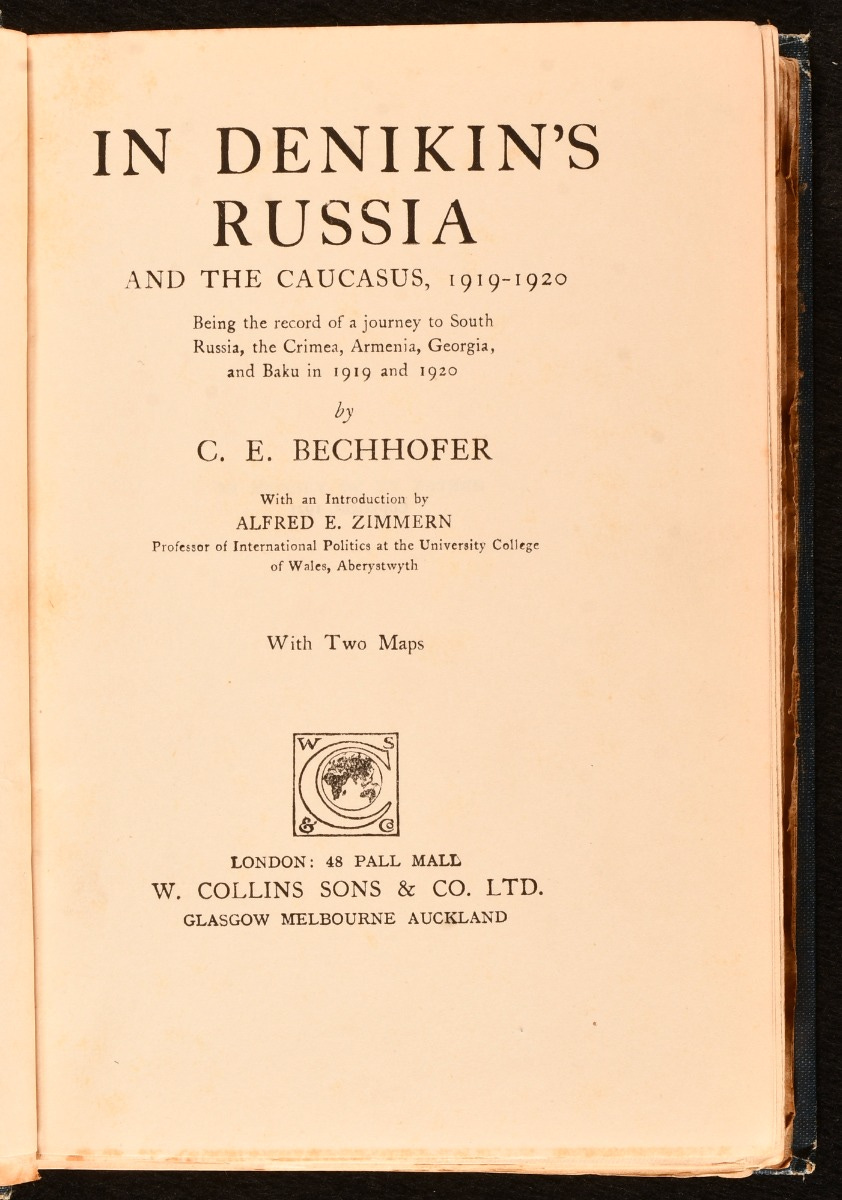 IN DENIKIN'S
RUSSIA
AND THE CAUCASUS, 1919-1920
Being the record of a journey to South
Russia, the Crimea, Armenia, Georgia,
and Baku in 1919 and 1920
by
C. E. BECHHOFER
With an Introduction by
ALFRED E. ZIMMERN
Professor of International Politics at the University College
of Wales, Aberystwyth
With Two Maps
W S
C
& Co
LONDON: 48 PALL MALL
W. COLLINS SONS & CO. LTD.
GLASGOW MELBOURNE AUCKLAND